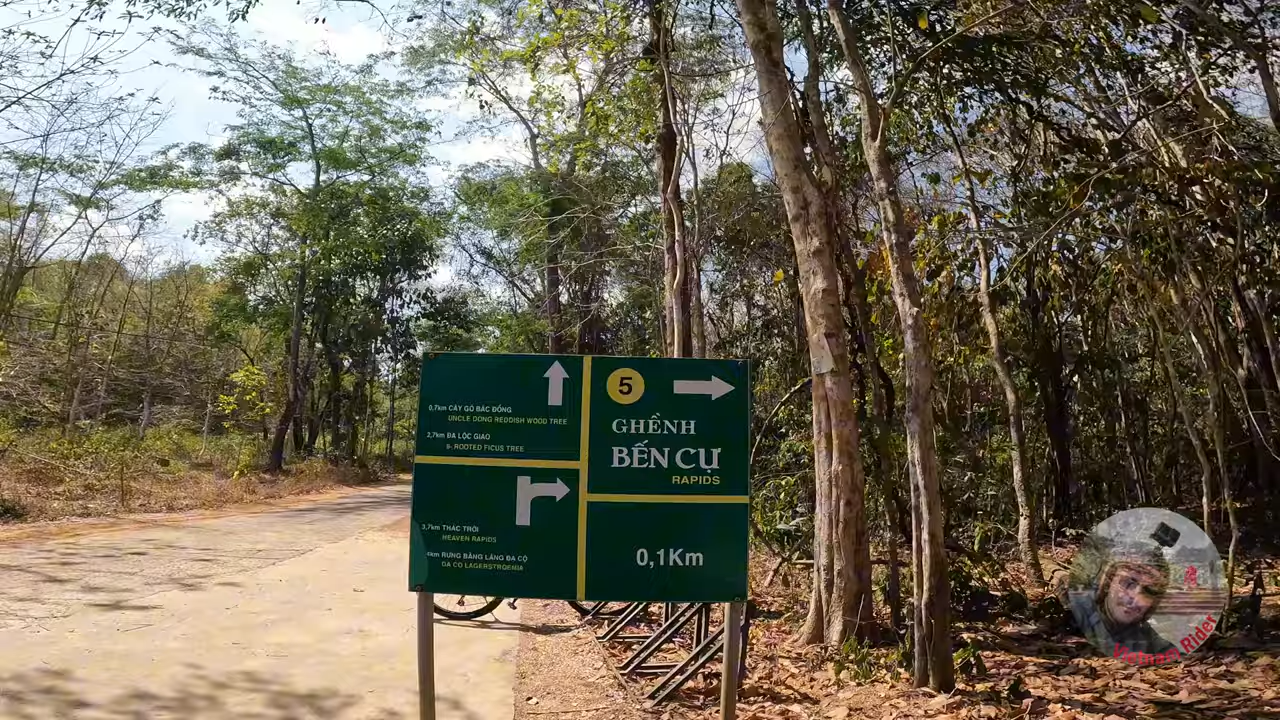 0,7km CÂY GÕ BÁC ĐỒNG
UNCLE DONG REDDISH WOOD TREE
2,7km ĐA LỘC GIAO
9- ROOTED FICUS TREE
3,7km THÁC TRỜI
HEAVEN RAPIDS
4km RỪNG BẰNG LĂNG ĐA CỘ
DA CO LAGERSTROEMIA
5
GHỀNH
BẾN CỰ
RAPIDS
0,1Km
Vietnam Rider